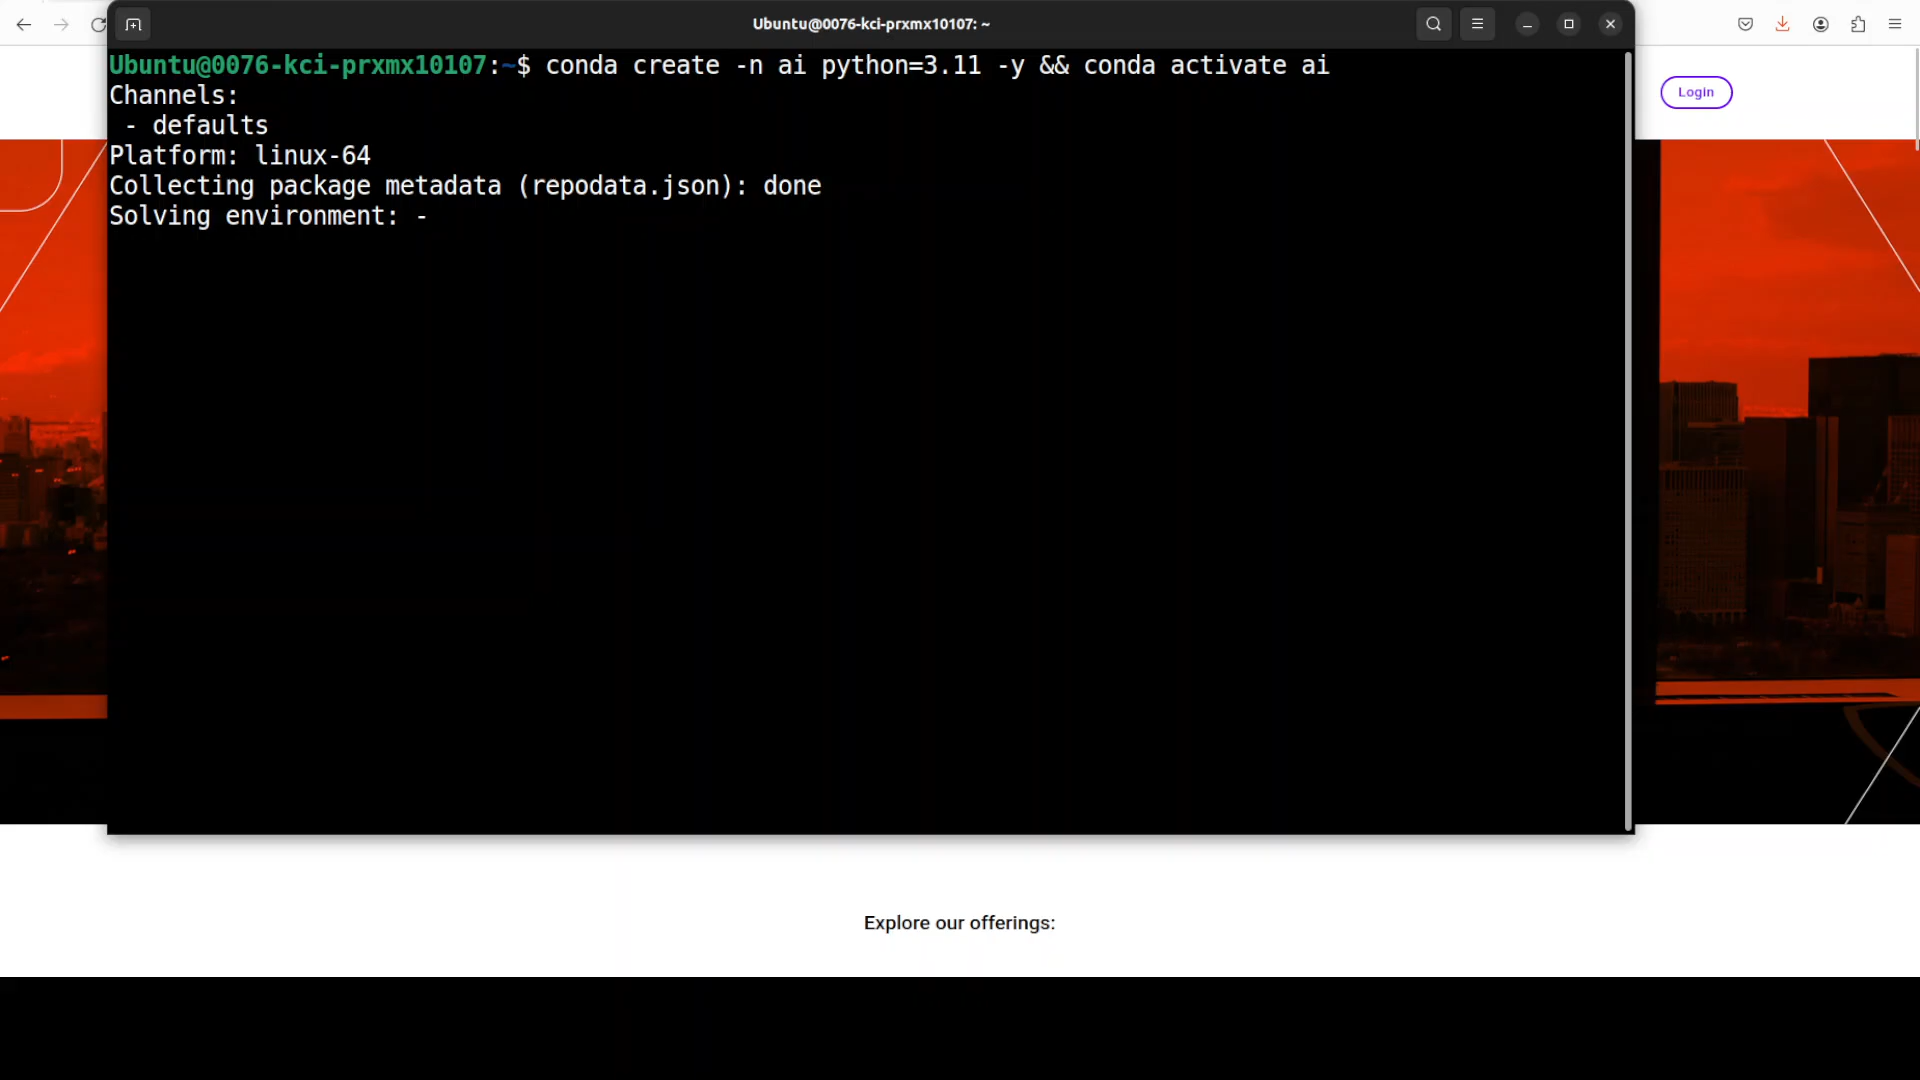 Ubuntu@0076-kci-prxmx10107: ~
Ubuntu@0076-kci-prxmx10107:~$ conda create -n ai python=3.11 -y && conda activate ai
Channels:
 - defaults
Platform: linux-64
Collecting package metadata (repodata.json): done
Solving environment: -
Login
Explore our offerings: